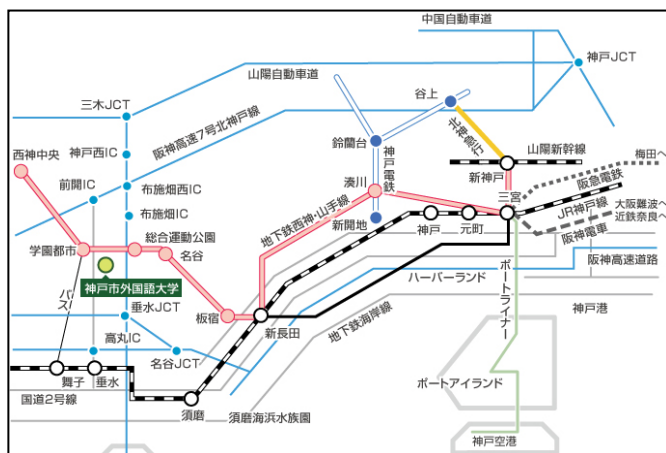 中国自動車道
神戸JCT
山陽自動車道
谷上
三木JCT
阪神高速7号北神戸線
北神急行
鈴蘭台
神戸電鉄
山陽新幹線
梅田へ
神戸西IC
西神中央
新神戸
阪急電鉄
前開IC
布施畑西IC
湊川
三宮
地下鉄西神・山手線
JR神戸線
大阪難波へ
近鉄奈良へ
布施畑IC
新開地
神戸
元町
阪神電車
学園都市
総合運動公園
名谷
阪神高速道路
ハーバーランド
ポートライナー
神戸市外国語大学
バス
垂水JCT
板宿
新長田
地下鉄海岸線
神戸港
高丸IC
名谷JCT
舞子
垂水
ポートアイランド
国道2号線
須磨
須磨海浜水族園
神戸空港